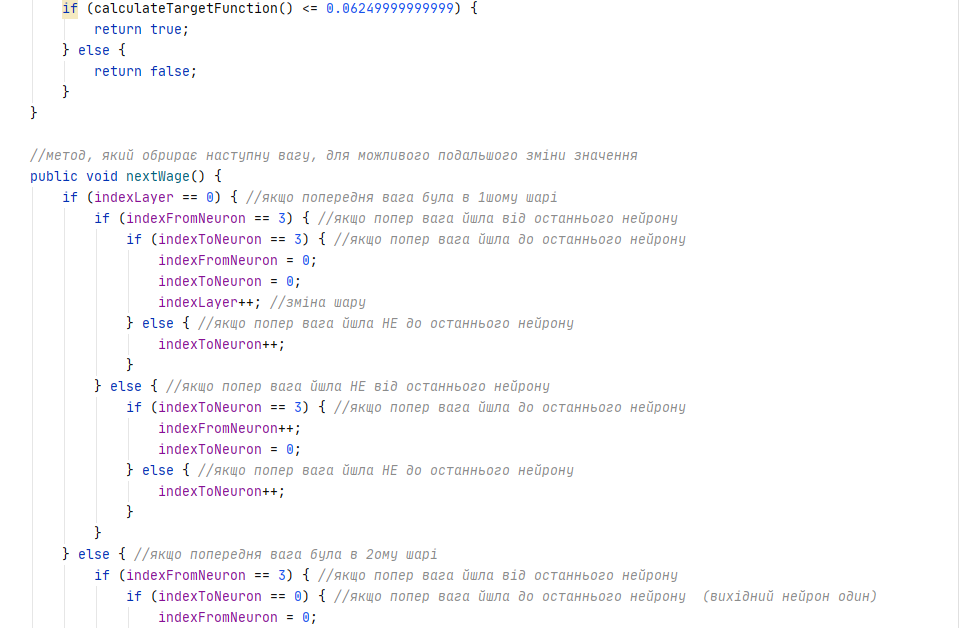 if (calculateTargetFunction() <= 0.06249999999999) {
return true;
} else {
return false;
}
}
//метод, який обрирає наступну вагу, для можливого подальшого зміни значення
public void nextWage() {
if (indexLayer == 0) { //якщо попередня вага була в 1шому шарі
if (indexFromNeuron == 3) { //якщо попер вага йшла від останнього нейрону
if (indexToNeuron == 3) { //якщо попер вага йшла до останнього нейрону
indexFromNeuron = 0;
indexToNeuron = 0;
indexLayer++; //зміна шару
} else { //якщо попер вага йшла НЕ до останнього нейрону
indexToNeuron++;
}
} else { //якщо попер вага йшла НЕ від останнього нейрону
if (indexToNeuron == 3) { //якщо попер вага йшла до останнього нейрону
indexFromNeuron++;
indexToNeuron = 0;
} else { //якщо попер вага йшла НЕ до останнього нейрону
indexToNeuron++;
}
}
} else { //якщо попередня вага була в 2ому шарі
if (indexFromNeuron == 3) { //якщо попер вага йшла від останнього нейрону
if (indexToNeuron == 0) { //якщо попер вага йшла до останнього нейрону  (вихідний нейрон один)
indexFromNeuron = 0;